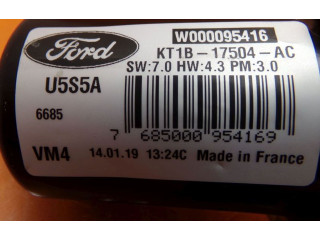 Ford
W000095416
KT1B-17504-AC
SW:7.0 HW:4.3 PM:3.0
U5S5A
6685
7 685000 954169
VM4 14.01.19 13:24C Made in France